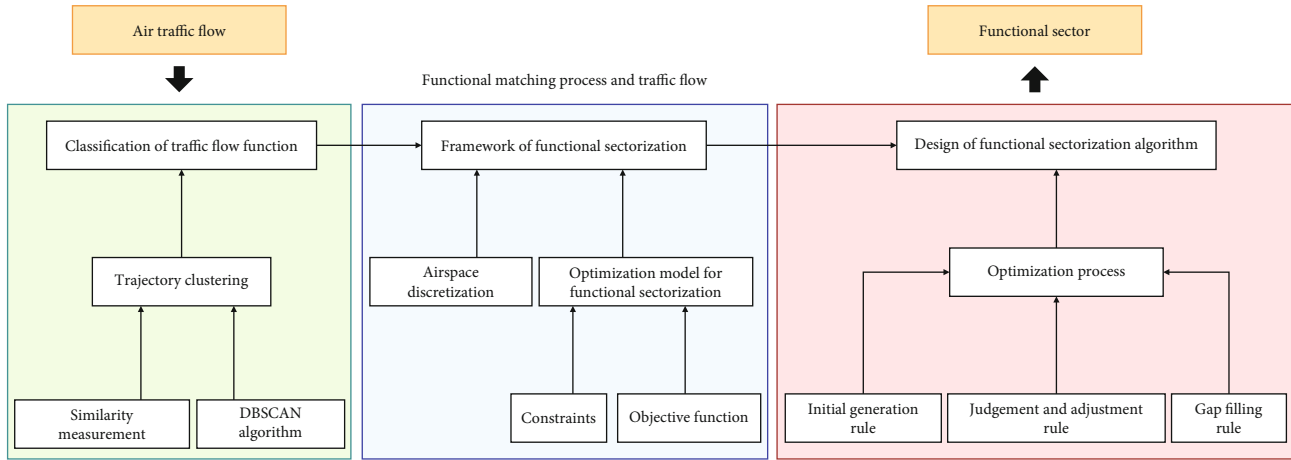 Air traffic flow
Functional sector
Functional matching process and traffic flow
Classification of traffic flow function
Framework of functional sectorization
Design of functional sectorization algorithm
Trajectory clustering
Airspace
discretization
Optimization model for
functional sectorization
Optimization process
Similarity
measurement
DBSCAN
algorithm
Constraints
Objective function
Initial generation
rule
Judgement and adjustment
rule
Gap filling
rule